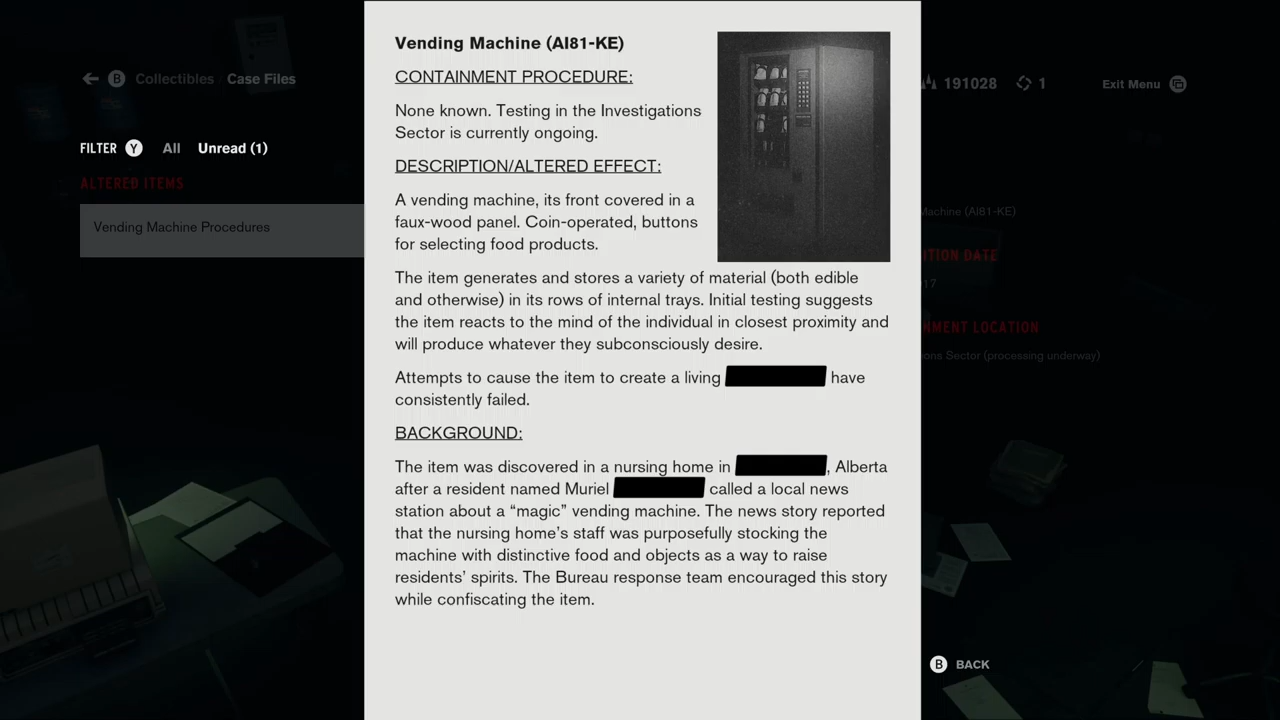 Vending Machine (AI81-KE)
CONTAINMENT PROCEDURE:
None known. Testing in the Investigations
Sector is currently ongoing.
DESCRIPTION/ALTERED EFFECT:
A vending machine, its front covered in a
faux-wood panel. Coin-operated, buttons
for selecting food products.
The item generates and stores a variety of material (both edible
and otherwise) in its rows of internal trays. Initial testing suggests
the item reacts to the mind of the individual in closest proximity and
will produce whatever they subconsciously desire.
Attempts to cause the item to create a living have
consistently failed.
BACKGROUND:
The item was discovered in a nursing home in , Alberta
after a resident named Muriel called a local news
station about a “magic” vending machine. The news story reported
that the nursing home’s staff was purposefully stocking the
machine with distinctive food and objects as a way to raise
residents’ spirits. The Bureau response team encouraged this story
while confiscating the item.
B Collectibles Case Files
FILTER Y All Unread (1)
ALTERED ITEMS
Vending Machine Procedures
191028 1 Exit Menu
Machine (AI81-KE)
ITION DATE
17
NMENT LOCATION
ons Sector (processing underway)
B BACK